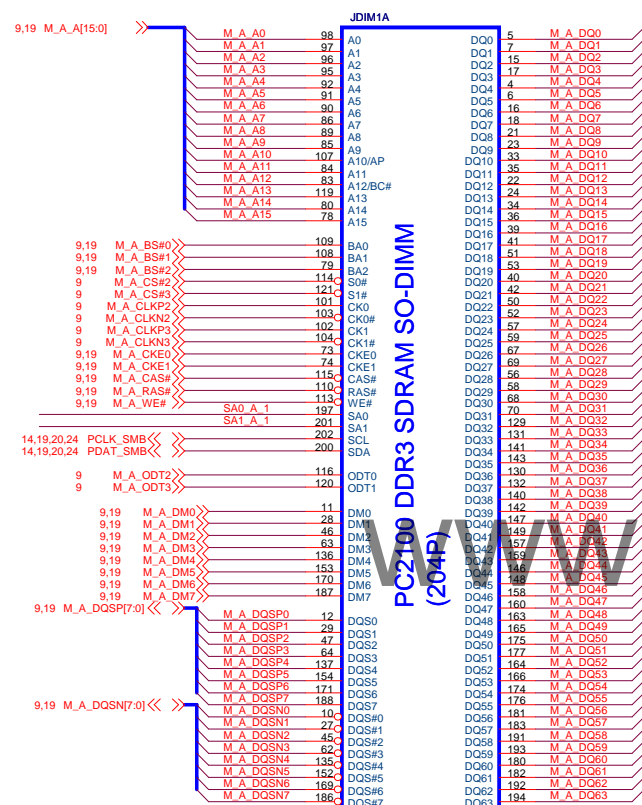 JDIM1A
9,19 M_A_A[15:0]
M_A_A0 98 A0 DQ0 5 M_A_DQ0
M_A_A1 97 A1 DQ1 7 M_A_DQ1
M_A_A2 96 A2 DQ2 15 M_A_DQ2
M_A_A3 95 A3 DQ3 17 M_A_DQ3
M_A_A4 92 A4 DQ4 4 M_A_DQ4
M_A_A5 91 A5 DQ5 6 M_A_DQ5
M_A_A6 90 A6 DQ6 16 M_A_DQ6
M_A_A7 86 A7 DQ7 18 M_A_DQ7
M_A_A8 89 A8 DQ8 21 M_A_DQ8
M_A_A9 85 A9 DQ9 23 M_A_DQ9
M_A_A10 107 A10/AP DQ10 33 M_A_DQ10
M_A_A11 84 A11 DQ11 35 M_A_DQ11
M_A_A12 83 A12/BC# DQ12 22 M_A_DQ12
M_A_A13 119 A13 DQ13 24 M_A_DQ13
M_A_A14 80 A14 DQ14 34 M_A_DQ14
M_A_A15 78 A15 DQ15 36 M_A_DQ15
DQ16 39 M_A_DQ16
9,19 M_A_BS#0 109 BA0 DQ17 41 M_A_DQ17
9,19 M_A_BS#1 108 BA1 DQ18 51 M_A_DQ18
9,19 M_A_BS#2 79 BA2 DQ19 53 M_A_DQ19
9 M_A_CS#2 114 S0# DQ20 40 M_A_DQ20
9 M_A_CS#3 121 S1# DQ21 42 M_A_DQ21
9 M_A_CLKP2 101 CK0 DQ22 50 M_A_DQ22
9 M_A_CLKN2 103 CK0# DQ23 52 M_A_DQ23
9 M_A_CLKP3 102 CK1 DQ24 57 M_A_DQ24
9 M_A_CLKN3 104 CK1# DQ25 59 M_A_DQ25
9,19 M_A_CKE0 73 CKE0 DQ26 67 M_A_DQ26
9,19 M_A_CKE1 74 CKE1 DQ27 69 M_A_DQ27
9,19 M_A_CAS# 115 CAS# DQ28 56 M_A_DQ28
9,19 M_A_RAS# 110 RAS# DQ29 58 M_A_DQ29
9,19 M_A_WE# 113 WE# DQ30 68 M_A_DQ30
SA0_A_1 197 SA0 DQ31 70 M_A_DQ31
SA1_A_1 201 SA1 DQ32 129 M_A_DQ32
14,19,20,24 PCLK_SMB 202 SCL DQ33 131 M_A_DQ33
14,19,20,24 PDAT_SMB 200 SDA DQ34 141 M_A_DQ34
DQ35 143 M_A_DQ35
9 M_A_ODT2 116 ODT0 DQ36 130 M_A_DQ36
9 M_A_ODT3 120 ODT1 DQ37 132 M_A_DQ37
DQ38 140 M_A_DQ38
9,19 M_A_DM0 11 DM0 DQ39 142 M_A_DQ39
9,19 M_A_DM1 28 DM1 DQ40 147 M_A_DQ40
9,19 M_A_DM2 46 DM2 DQ41 149 M_A_DQ41
9,19 M_A_DM3 63 DM3 DQ42 157 M_A_DQ42
9,19 M_A_DM4 136 DM4 DQ43 159 M_A_DQ43
9,19 M_A_DM5 153 DM5 DQ44 146 M_A_DQ44
9,19 M_A_DM6 170 DM6 DQ45 148 M_A_DQ45
9,19 M_A_DM7 187 DM7 DQ46 158 M_A_DQ46
9,19 M_A_DQSP[7:0] DQ47 160 M_A_DQ47
M_A_DQSP0 12 DQS0 DQ48 163 M_A_DQ48
M_A_DQSP1 29 DQS1 DQ49 165 M_A_DQ49
M_A_DQSP2 47 DQS2 DQ50 175 M_A_DQ50
M_A_DQSP3 64 DQS3 DQ51 177 M_A_DQ51
M_A_DQSP4 137 DQS4 DQ52 164 M_A_DQ52
M_A_DQSP5 154 DQS5 DQ53 166 M_A_DQ53
M_A_DQSP6 171 DQS6 DQ54 174 M_A_DQ54
M_A_DQSP7 188 DQS7 DQ55 176 M_A_DQ55
9,19 M_A_DQSN[7:0] M_A_DQSN0 10 DQS#0 DQ56 181 M_A_DQ56
M_A_DQSN1 27 DQS#1 DQ57 183 M_A_DQ57
M_A_DQSN2 45 DQS#2 DQ58 191 M_A_DQ58
M_A_DQSN3 62 DQS#3 DQ59 193 M_A_DQ59
M_A_DQSN4 135 DQS#4 DQ60 180 M_A_DQ60
M_A_DQSN5 152 DQS#5 DQ61 182 M_A_DQ61
M_A_DQSN6 169 DQS#6 DQ62 192 M_A_DQ62
M_A_DQSN7 186 DQS#7 DQ63 194 M_A_DQ63
PC2100 DDR3 SDRAM SO-DIMM
(204P)
www